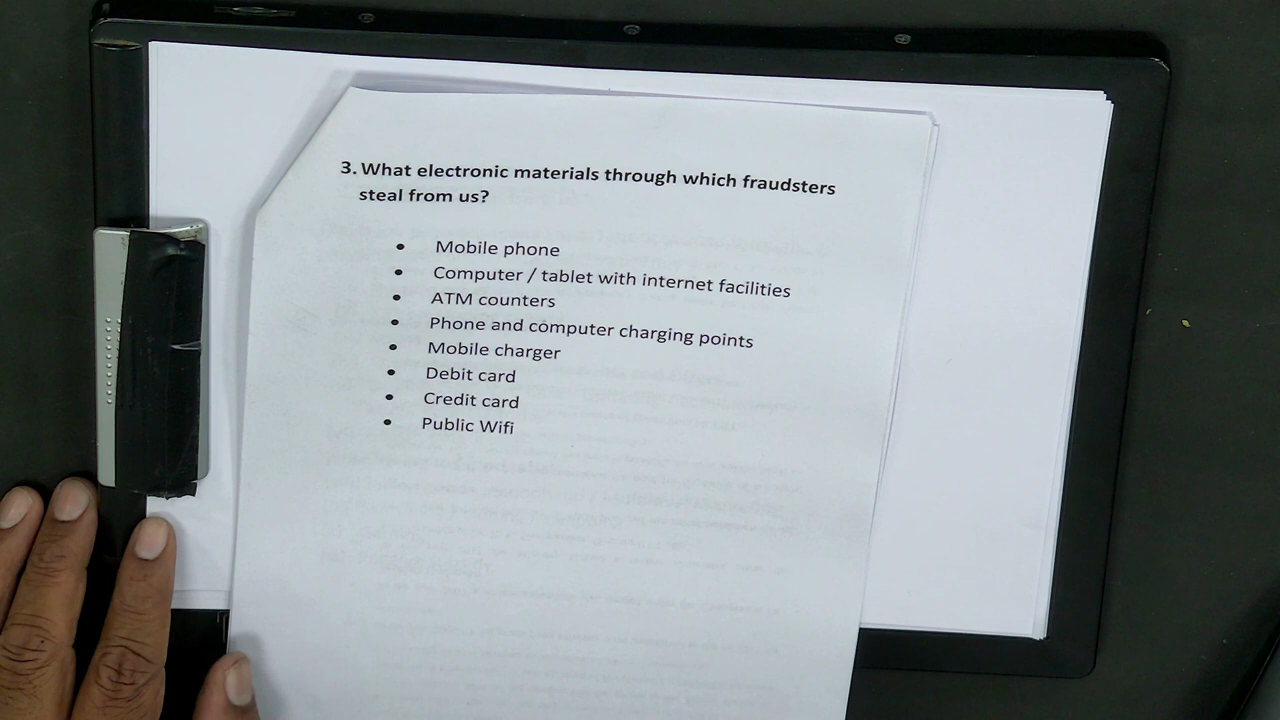 3. What electronic materials through which fraudsters
steal from us?
• Mobile phone
• Computer / tablet with internet facilities
• ATM counters
• Phone and computer charging points
• Mobile charger
• Debit card
• Credit card
• Public Wifi